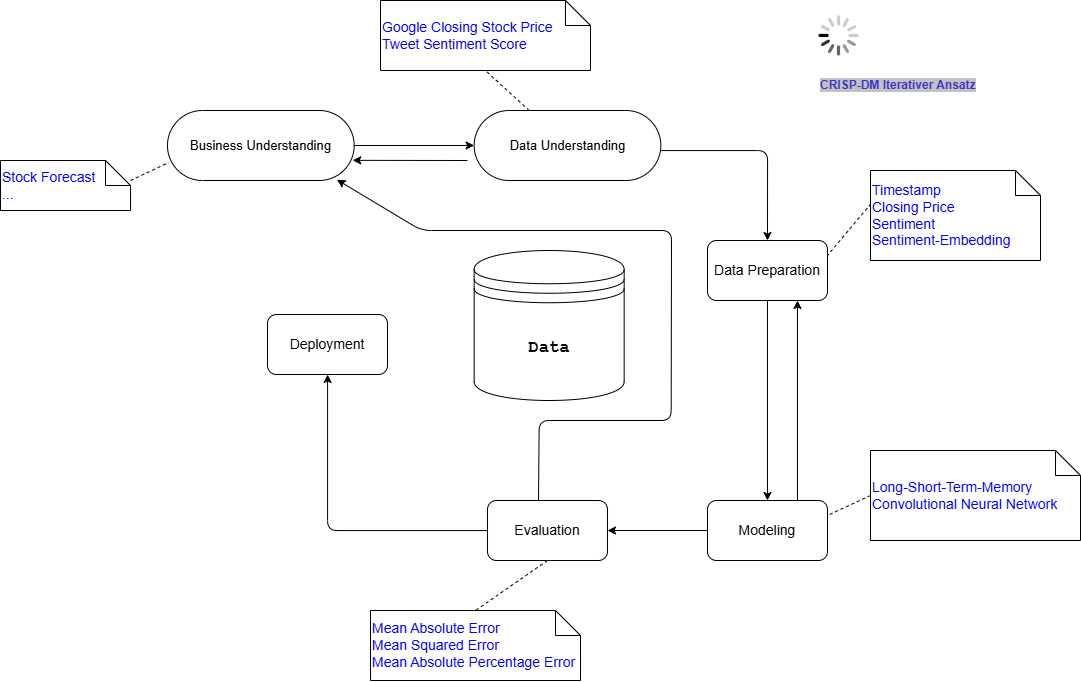 Google Closing Stock Price
Tweet Sentiment Score
CRISP-DM Iterativer Ansatz
Business Understanding
Data Understanding
Stock Forecast
...
Timestamp
Closing Price
Sentiment
Sentiment-Embedding
Data Preparation
Deployment
Data
Long-Short-Term-Memory
Convolutional Neural Network
Evaluation
Modeling
Mean Absolute Error
Mean Squared Error
Mean Absolute Percentage Error